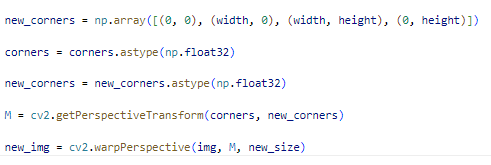 new_corners = np.array([(0, 0), (width, 0), (width, height), (0, height)])
corners = corners.astype(np.float32)
new_corners = new_corners.astype(np.float32)
M = cv2.getPerspectiveTransform(corners, new_corners)
new_img = cv2.warpPerspective(img, M, new_size)